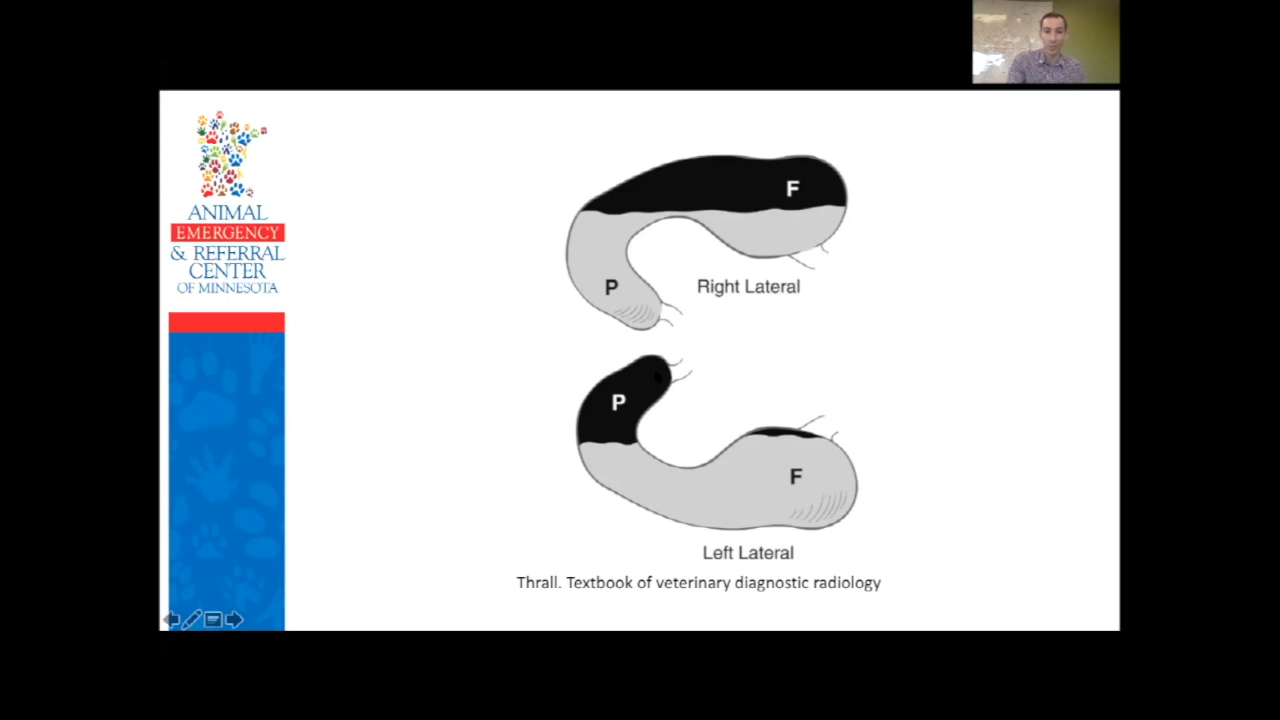 ANIMAL
EMERGENCY
& REFERRAL
CENTER
OF MINNESOTA
F
P
Right Lateral
P
F
Left Lateral
Thrall. Textbook of veterinary diagnostic radiology